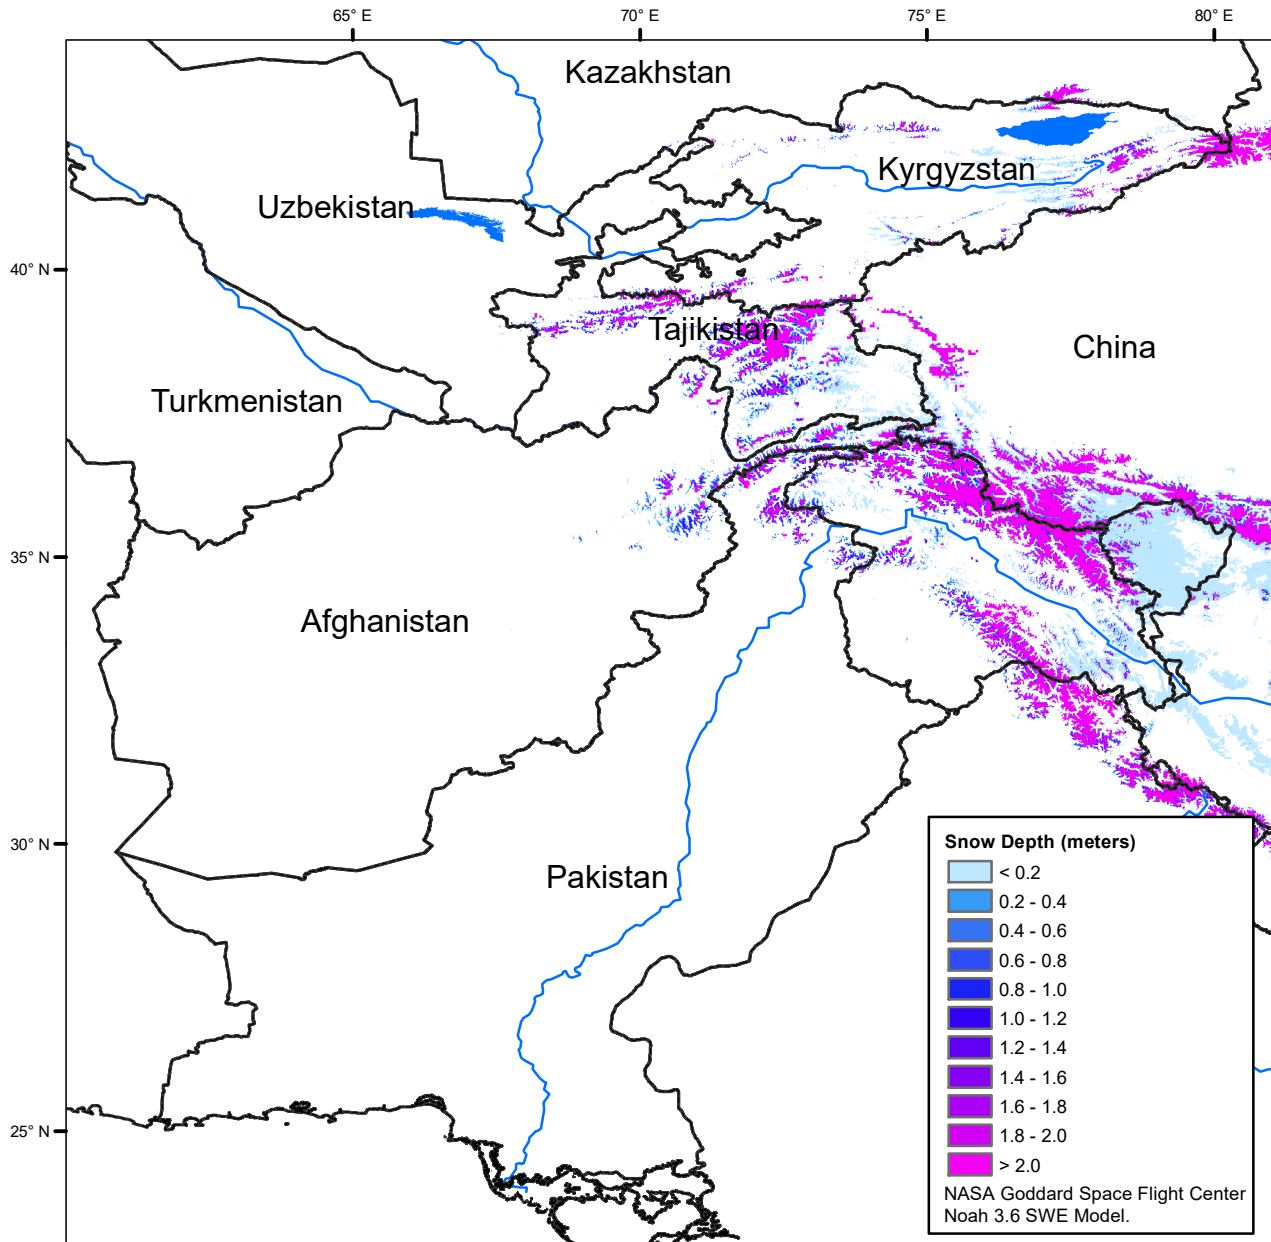 65° E
70° E
75° E
80° E
Kazakhstan
Kyrgyzstan
Uzbekistan
40° N
Tajikistan
China
Turkmenistan
35° N
Afghanistan
30° N
Pakistan
25° N
Snow Depth (meters)
< 0.2
0.2 - 0.4
0.4 - 0.6
0.6 - 0.8
0.8 - 1.0
1.0 - 1.2
1.2 - 1.4
1.4 - 1.6
1.6 - 1.8
1.8 - 2.0
> 2.0
NASA Goddard Space Flight Center
Noah 3.6 SWE Model.